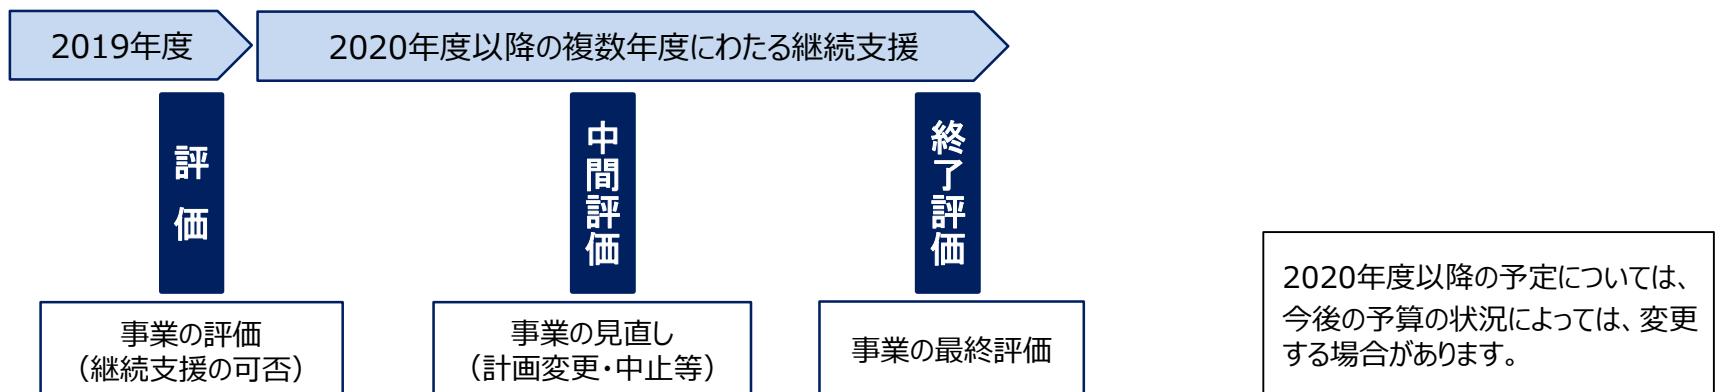 2019年度
2020年度以降の複数年度にわたる継続支援
評価
中間評価
終了評価
事業の評価
（継続支援の可否）
事業の見直し
（計画変更・中止等）
事業の最終評価
2020年度以降の予定については、
今後の予算の状況によっては、変更
する場合があります。